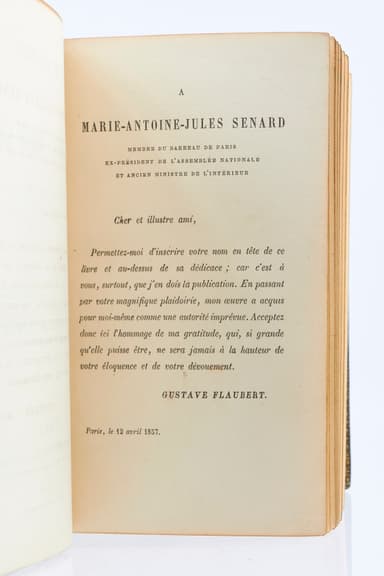 A
MARIE-ANTOINE-JULES SENARD
MEMBRE DU BARREAU DE PARIS
EX-PRÉSIDENT DE L'ASSEMBLÉE NATIONALE
ET ANCIEN MINISTRE DE L'INTÉRIEUR
Cher et illustre ami,
Permettez-moi d'inscrire votre nom en tête de ce
livre et au-dessus de sa dédicace ; car c'est à
vous, surtout, que j'en dois la publication. En passant
par votre magnifique plaidoirie, mon œuvre a acquis
pour moi-même comme une autorité imprévue. Acceptez
donc ici l'hommage de ma gratitude, qui, si grande
qu'elle puisse être, ne sera jamais à la hauteur de
votre éloquence et de votre dévouement.
GUSTAVE FLAUBERT.
Paris, le 12 avril 1857.